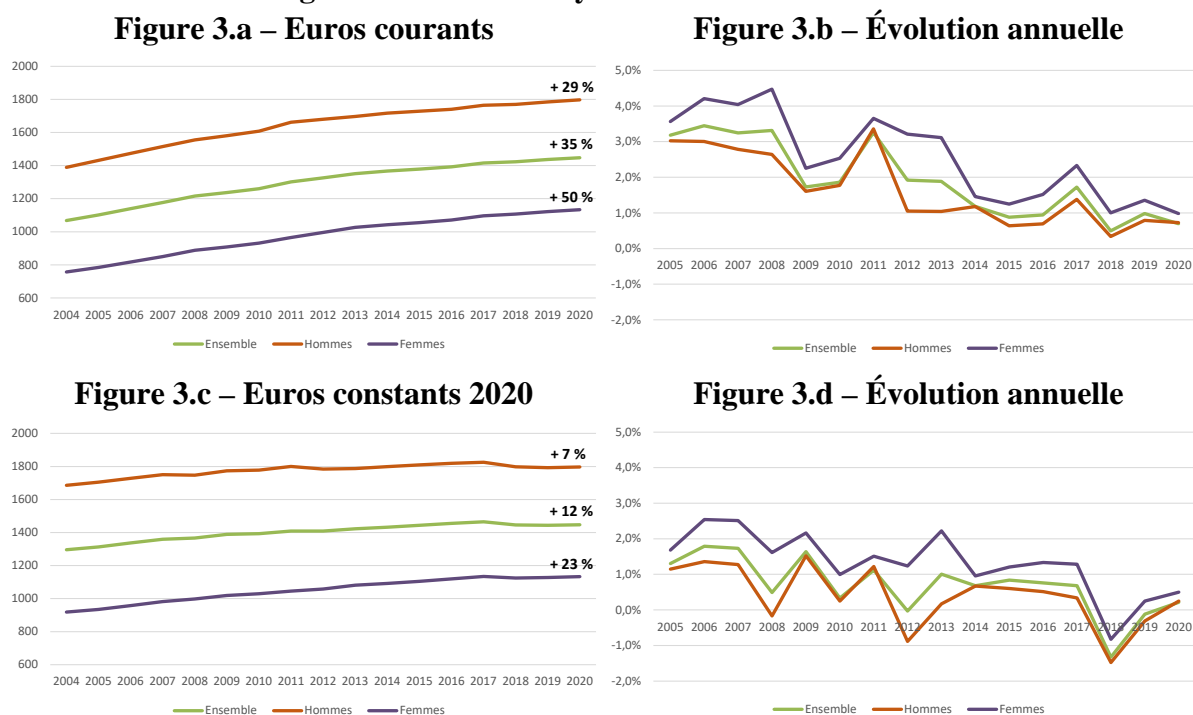 Figure 3.a – Euros courants
2000
1800
1600
1400
1200
1000
800
600
+ 29 %
+ 35 %
+ 50 %
2004 2005 2006 2007 2008 2009 2010 2011 2012 2013 2014 2015 2016 2017 2018 2019 2020
Ensemble Hommes Femmes
Figure 3.b – Évolution annuelle
5,0%
4,0%
3,0%
2,0%
1,0%
0,0%
2005 2006 2007 2008 2009 2010 2011 2012 2013 2014 2015 2016 2017 2018 2019 2020
-1,0%
-2,0%
Ensemble Hommes Femmes
Figure 3.c – Euros constants 2020
2000
1800
1600
1400
1200
1000
800
600
+ 7 %
+ 12 %
+ 23 %
2004 2005 2006 2007 2008 2009 2010 2011 2012 2013 2014 2015 2016 2017 2018 2019 2020
Ensemble Hommes Femmes
Figure 3.d – Évolution annuelle
5,0%
4,0%
3,0%
2,0%
1,0%
0,0%
2005 2006 2007 2008 2009 2010 2011 2012 2013 2014 2015 2016 2017 2018 2019 2020
-1,0%
-2,0%
Ensemble Hommes Femmes